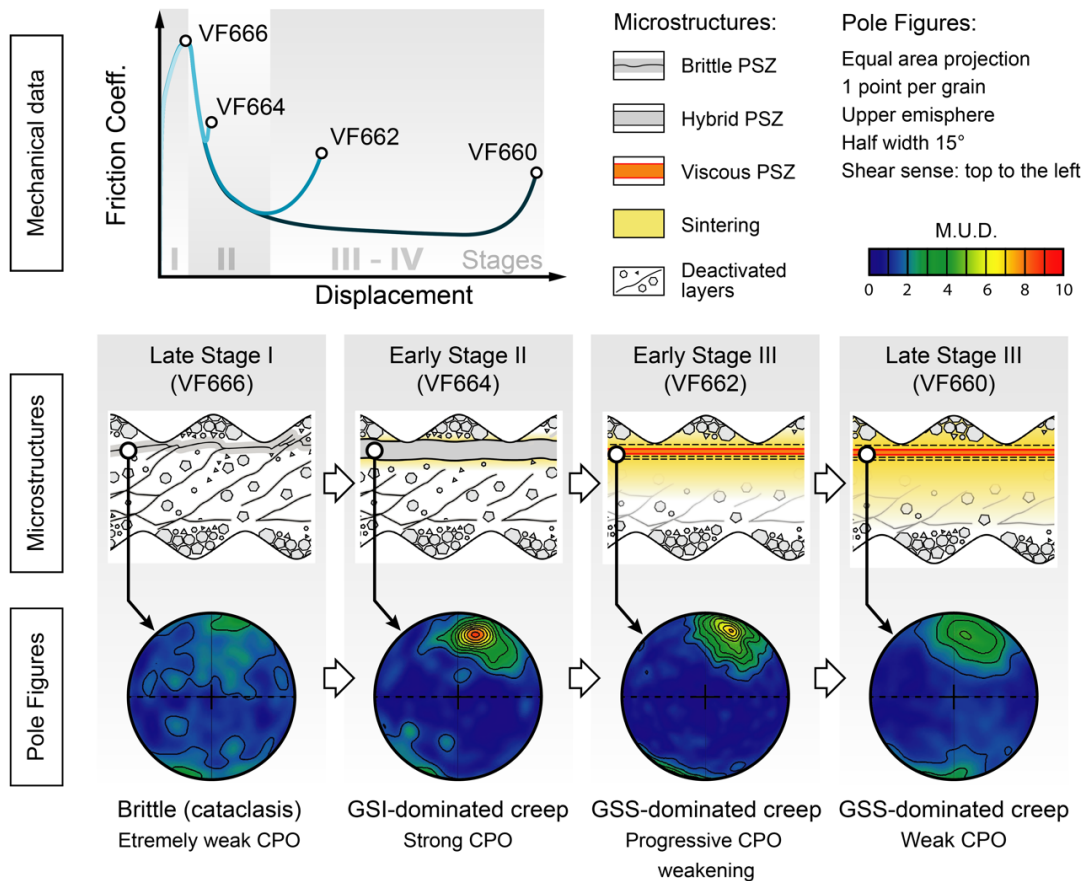 Mechanical data
Friction Coeff.
VF666
VF664
VF662
VF660
I
II
III - IV
Stages
Displacement
Microstructures:
Brittle PSZ
Hybrid PSZ
Viscous PSZ
Sintering
Deactivated
layers
Pole Figures:
Equal area projection
1 point per grain
Upper emisphere
Half width 15°
Shear sense: top to the left
M.U.D.
0 2 4 6 8 10
Microstructures
Late Stage I
(VF666)
Early Stage II
(VF664)
Early Stage III
(VF662)
Late Stage III
(VF660)
Pole Figures
Brittle (cataclasis)
Etremely weak CPO
GSI-dominated creep
Strong CPO
GSS-dominated creep
Progressive CPO
weakening
GSS-dominated creep
Weak CPO